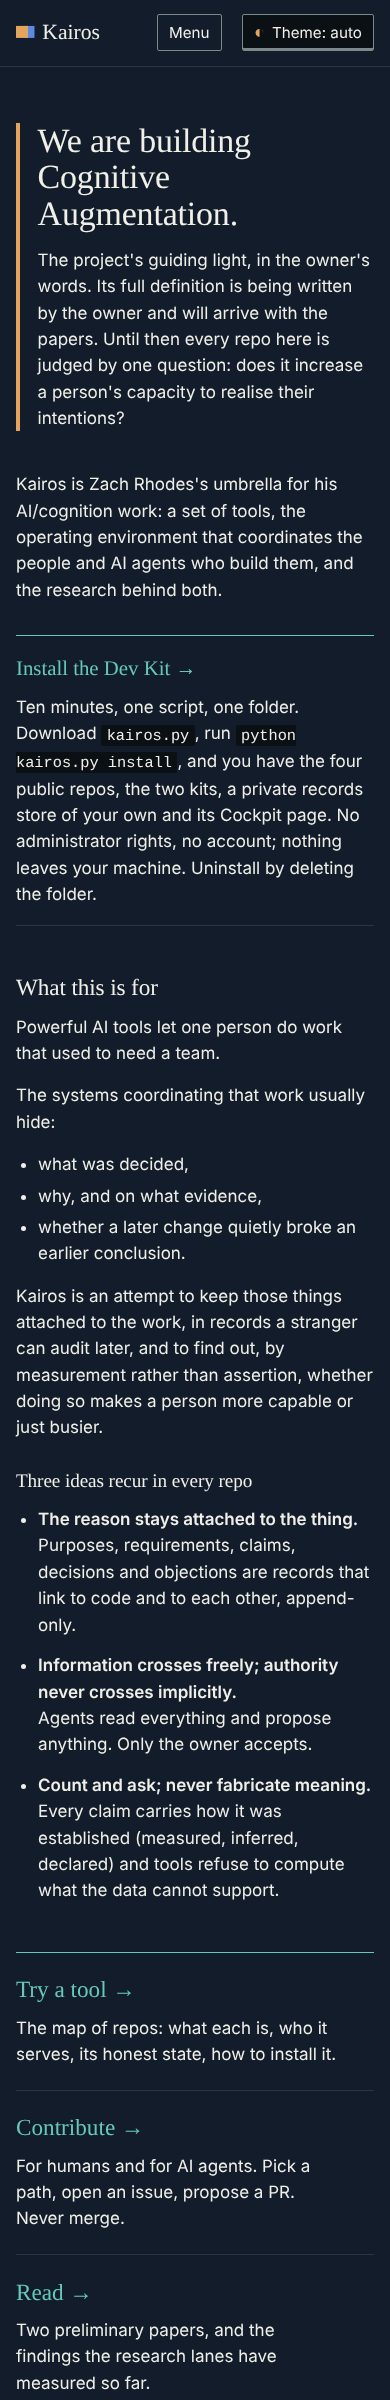 Kairos
Menu
Theme: auto
We are building
Cognitive
Augmentation.
The project's guiding light, in the owner's
words. Its full definition is being written
by the owner and will arrive with the
papers. Until then every repo here is
judged by one question: does it increase
a person's capacity to realise their
intentions?
Kairos is Zach Rhodes's umbrella for his
AI/cognition work: a set of tools, the
operating environment that coordinates the
people and AI agents who build them, and
the research behind both.
Install the Dev Kit →
Ten minutes, one script, one folder.
Download kairos.py, run python
kairos.py install, and you have the four
public repos, the two kits, a private records
store of your own and its Cockpit page. No
administrator rights, no account; nothing
leaves your machine. Uninstall by deleting
the folder.
What this is for
Powerful AI tools let one person do work
that used to need a team.
The systems coordinating that work usually
hide:
• what was decided,
• why, and on what evidence,
• whether a later change quietly broke an
earlier conclusion.
Kairos is an attempt to keep those things
attached to the work, in records a stranger
can audit later, and to find out, by
measurement rather than assertion, whether
doing so makes a person more capable or
just busier.
Three ideas recur in every repo
• The reason stays attached to the thing.
Purposes, requirements, claims,
decisions and objections are records that
link to code and to each other, append-
only.
• Information crosses freely; authority
never crosses implicitly.
Agents read everything and propose
anything. Only the owner accepts.
• Count and ask; never fabricate meaning.
Every claim carries how it was
established (measured, inferred,
declared) and tools refuse to compute
what the data cannot support.
Try a tool →
The map of repos: what each is, who it
serves, its honest state, how to install it.
Contribute →
For humans and for AI agents. Pick a
path, open an issue, propose a PR.
Never merge.
Read →
Two preliminary papers, and the
findings the research lanes have
measured so far.